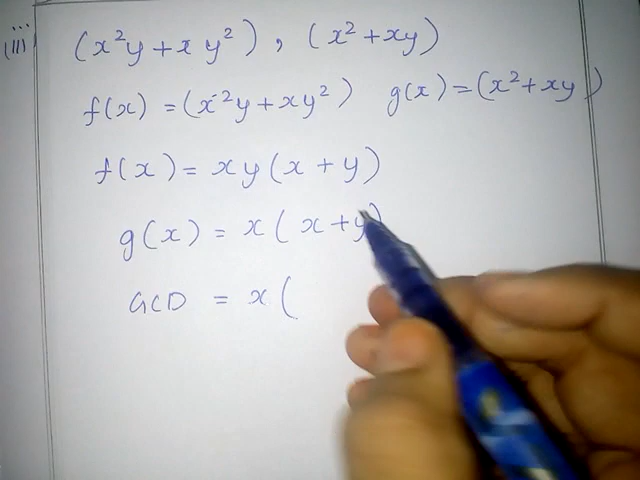 (iii) (x²y + xy²) , (x² + xy)
f(x) = (x²y + xy²) g(x) = (x² + xy)
f(x) = xy(x + y)
g(x) = x(x + y)
GCD = x(